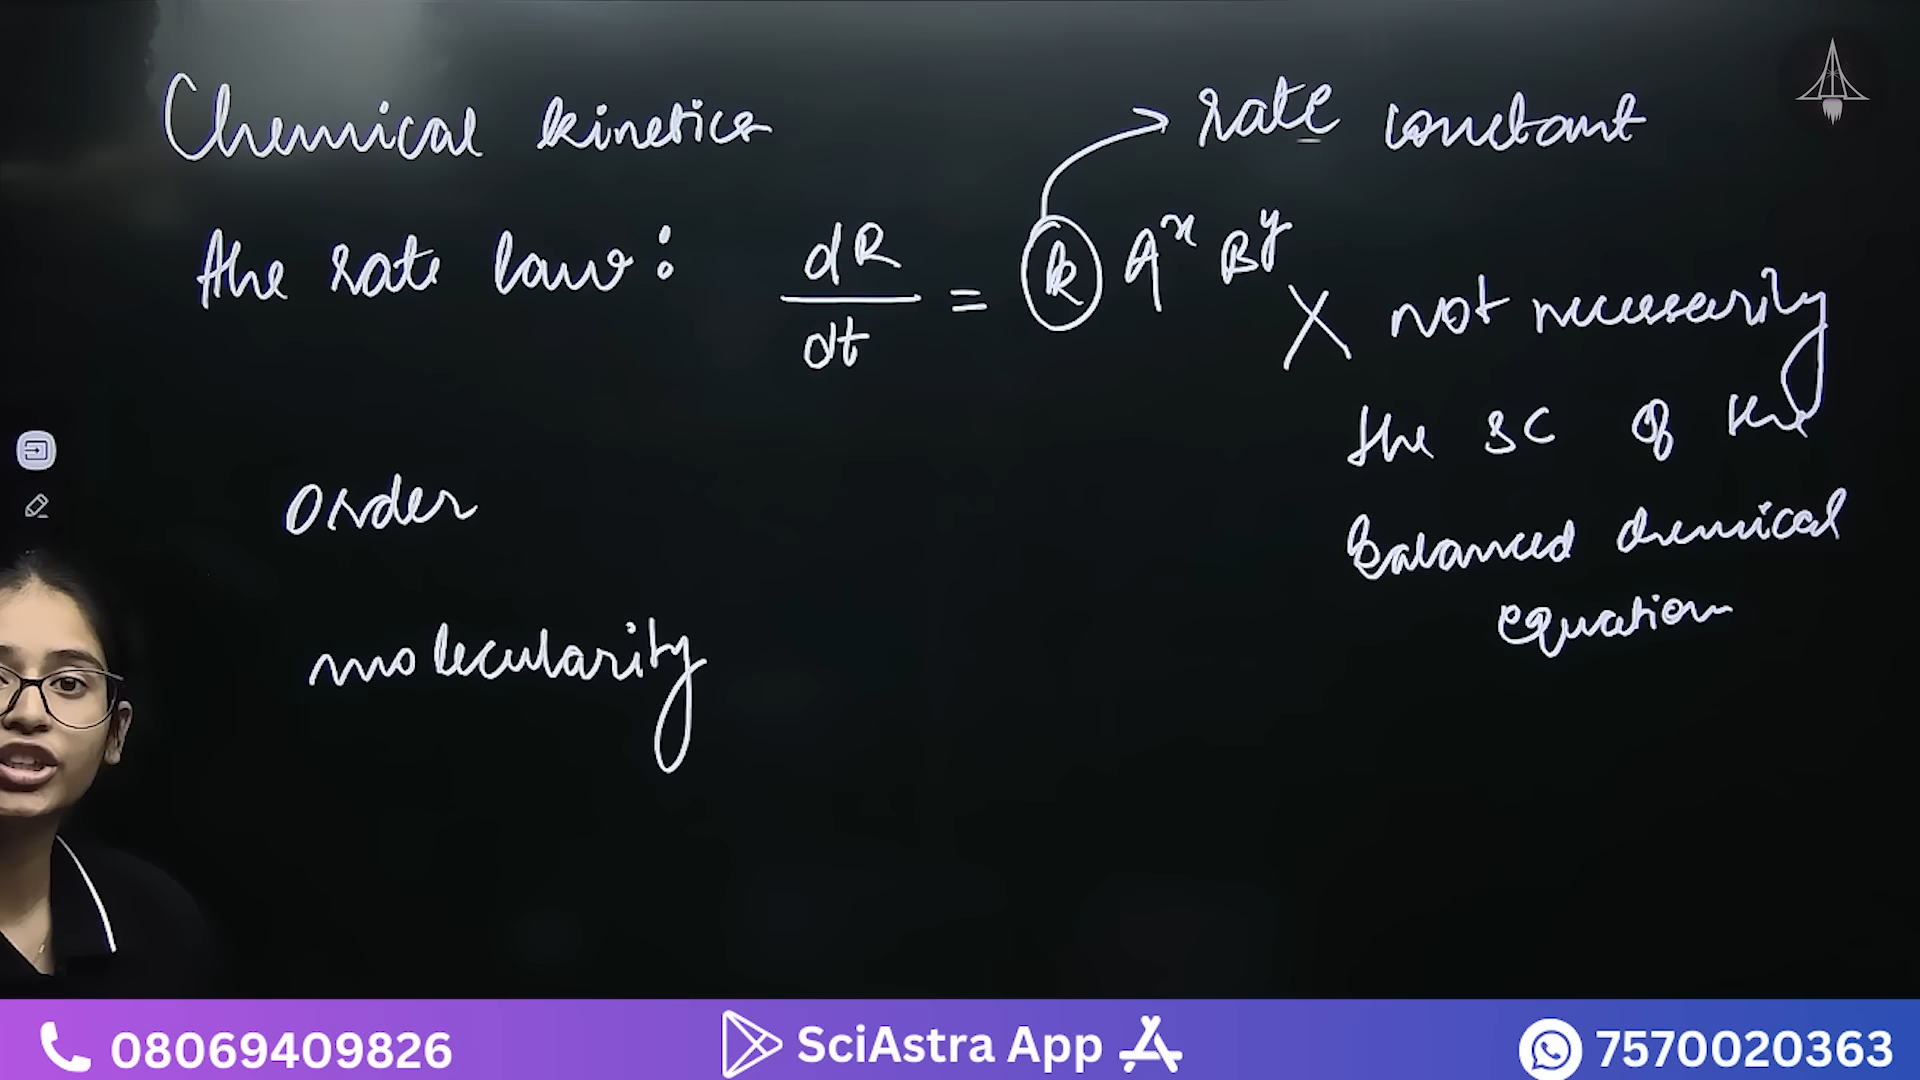 Chemical kinetics
rate constant
the rate law :
dR
dt
= k A^x B^y
X not necessarily
the SC of the
Balanced chemical
equation
order
molecularity
08069409826
SciAstra App
7570020363